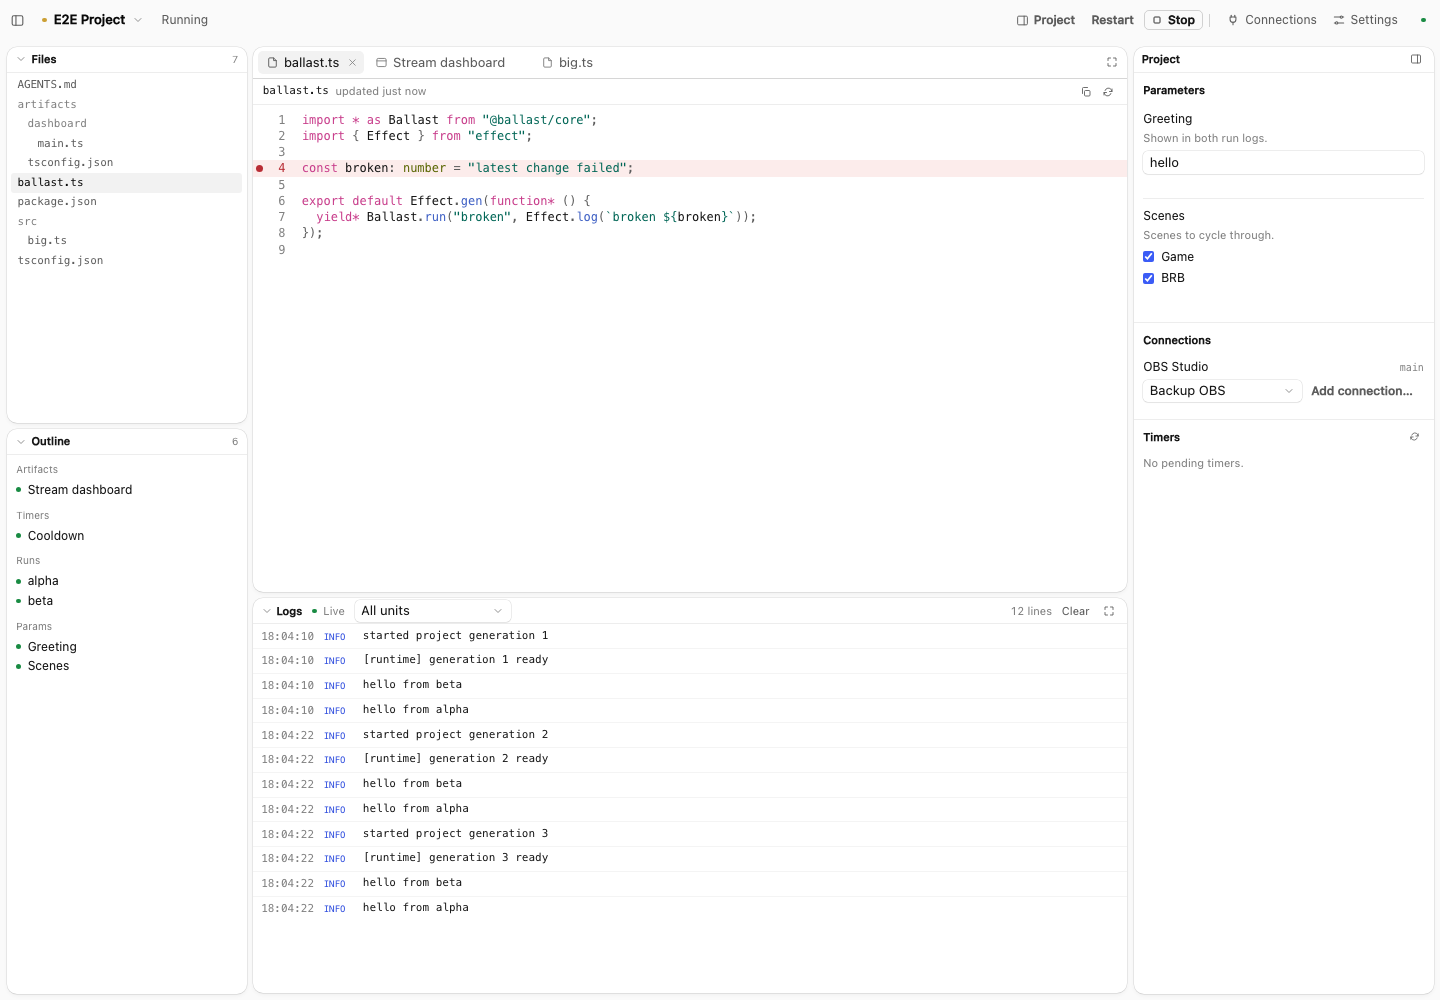 E2E Project
Running
Project
Restart
Stop
Connections
Settings
Files 7
AGENTS.md
artifacts
dashboard
main.ts
tsconfig.json
ballast.ts
package.json
src
big.ts
tsconfig.json
Outline 6
Artifacts
Stream dashboard
Timers
Cooldown
Runs
alpha
beta
Params
Greeting
Scenes
ballast.ts
Stream dashboard
big.ts
ballast.ts updated just now
1 import * as Ballast from "@ballast/core";
2 import { Effect } from "effect";
3
4 const broken: number = "latest change failed";
5
6 export default Effect.gen(function* () {
7 yield* Ballast.run("broken", Effect.log(`broken ${broken}`));
8 });
9
Logs Live All units 12 lines Clear
18:04:10 INFO started project generation 1
18:04:10 INFO [runtime] generation 1 ready
18:04:10 INFO hello from beta
18:04:10 INFO hello from alpha
18:04:22 INFO started project generation 2
18:04:22 INFO [runtime] generation 2 ready
18:04:22 INFO hello from beta
18:04:22 INFO hello from alpha
18:04:22 INFO started project generation 3
18:04:22 INFO [runtime] generation 3 ready
18:04:22 INFO hello from beta
18:04:22 INFO hello from alpha
Project
Parameters
Greeting
Shown in both run logs.
hello
Scenes
Scenes to cycle through.
Game
BRB
Connections
OBS Studio main
Backup OBS Add connection...
Timers
No pending timers.